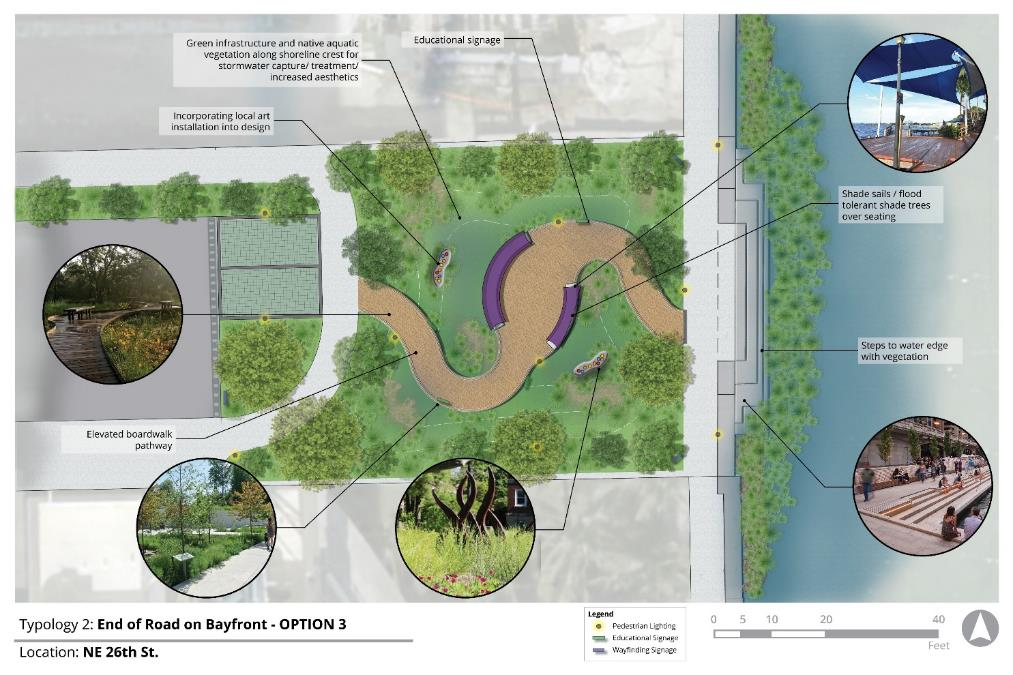 Green infrastructure and native aquatic
vegetation along shoreline crest for
stormwater capture/ treatment/
increased aesthetics
Educational signage
Incorporating local art
installation into design
Shade sails / flood
tolerant shade trees
over seating
Steps to water edge
with vegetation
Elevated boardwalk
pathway
Typology 2: End of Road on Bayfront - OPTION 3
Location: NE 26th St.
Legend
Pedestrian Lighting
Educational Signage
Wayfinding Signage
0 5 10 20 40
Feet